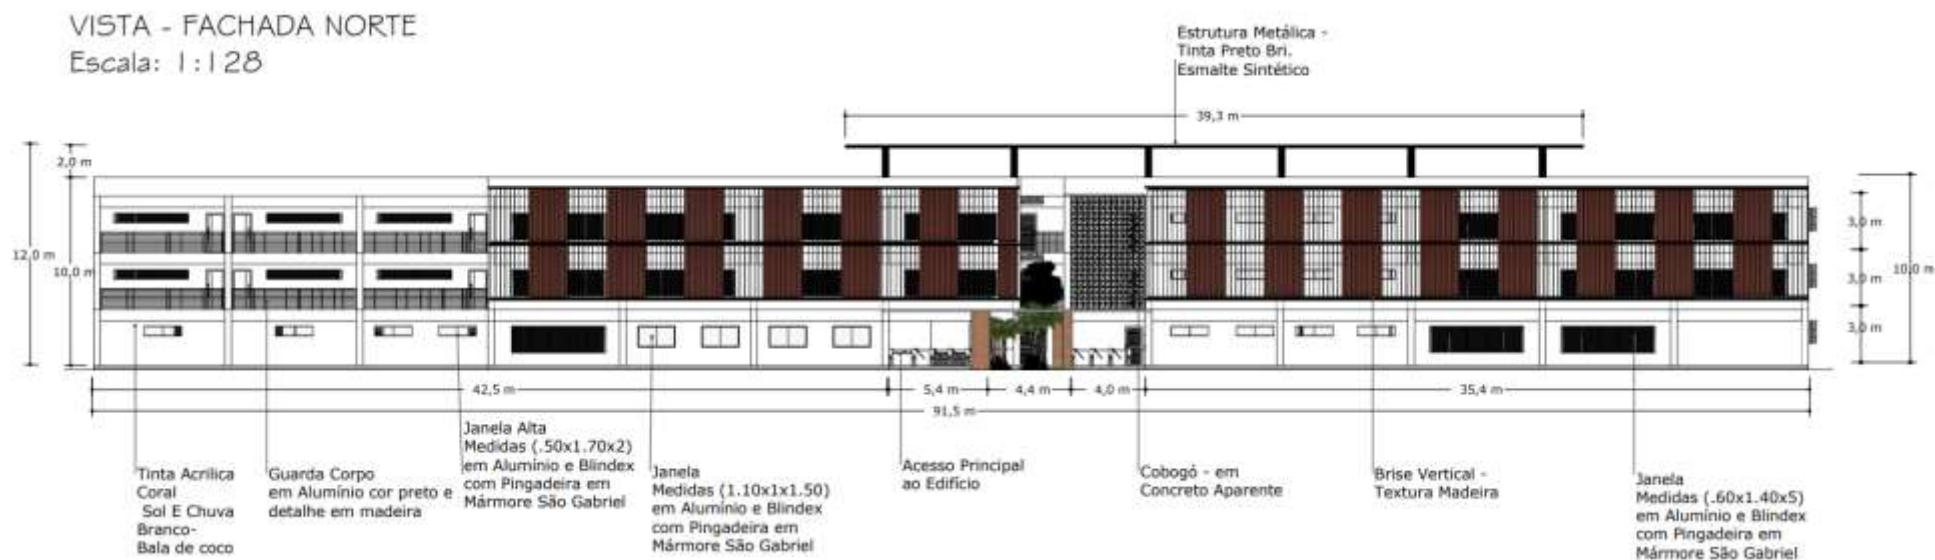 VISTA - FACHADA NORTE
Escala: 1:128
Estrutura Metálica -
Tinta Preto Bri.
Esmalte Sintético
39,3 m
2,0 m
12,0 m
10,0 m
3,0 m
3,0 m
3,0 m
10,0 m
42,5 m
5,4 m
4,4 m
4,0 m
35,4 m
91,5 m
Tinta Acrilica
Coral
Sol E Chuva
Branco-
Bala de coco
Guarda Corpo
em Alumínio cor preto e
detalhe em madeira
Janela Alta
Medidas (.50x1.70x2)
em Alumínio e Blindex
com Pingadeira em
Mármore São Gabriel
Janela
Medidas (1.10x1x1.50)
em Alumínio e Blindex
com Pingadeira em
Mármore São Gabriel
Acesso Principal
ao Edifício
Cobogó - em
Concreto Aparente
Brise Vertical -
Textura Madeira
Janela
Medidas (.60x1.40x5)
em Alumínio e Blindex
com Pingadeira em
Mármore São Gabriel